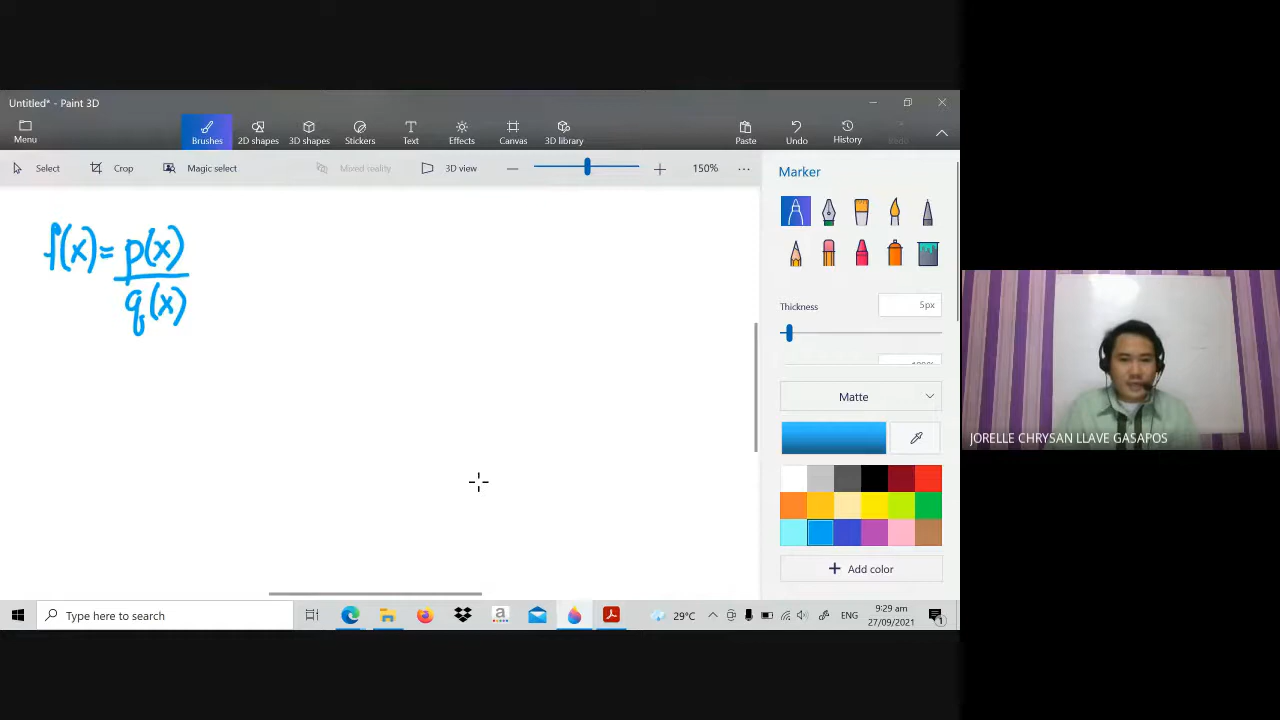 Untitled* - Paint 3D
Menu
Brushes
2D shapes
3D shapes
Stickers
Text
Effects
Canvas
3D library
Paste
Undo
History
Redo
Select
Crop
Magic select
Mixed reality
3D view
150%
Marker
f(x) = p(x)
q(x)
Thickness
5px
Matte
Add color
JORELLE CHRYSAN LLAVE GASAPOS
Type here to search
29°C
ENG
9:29 am
27/09/2021
1